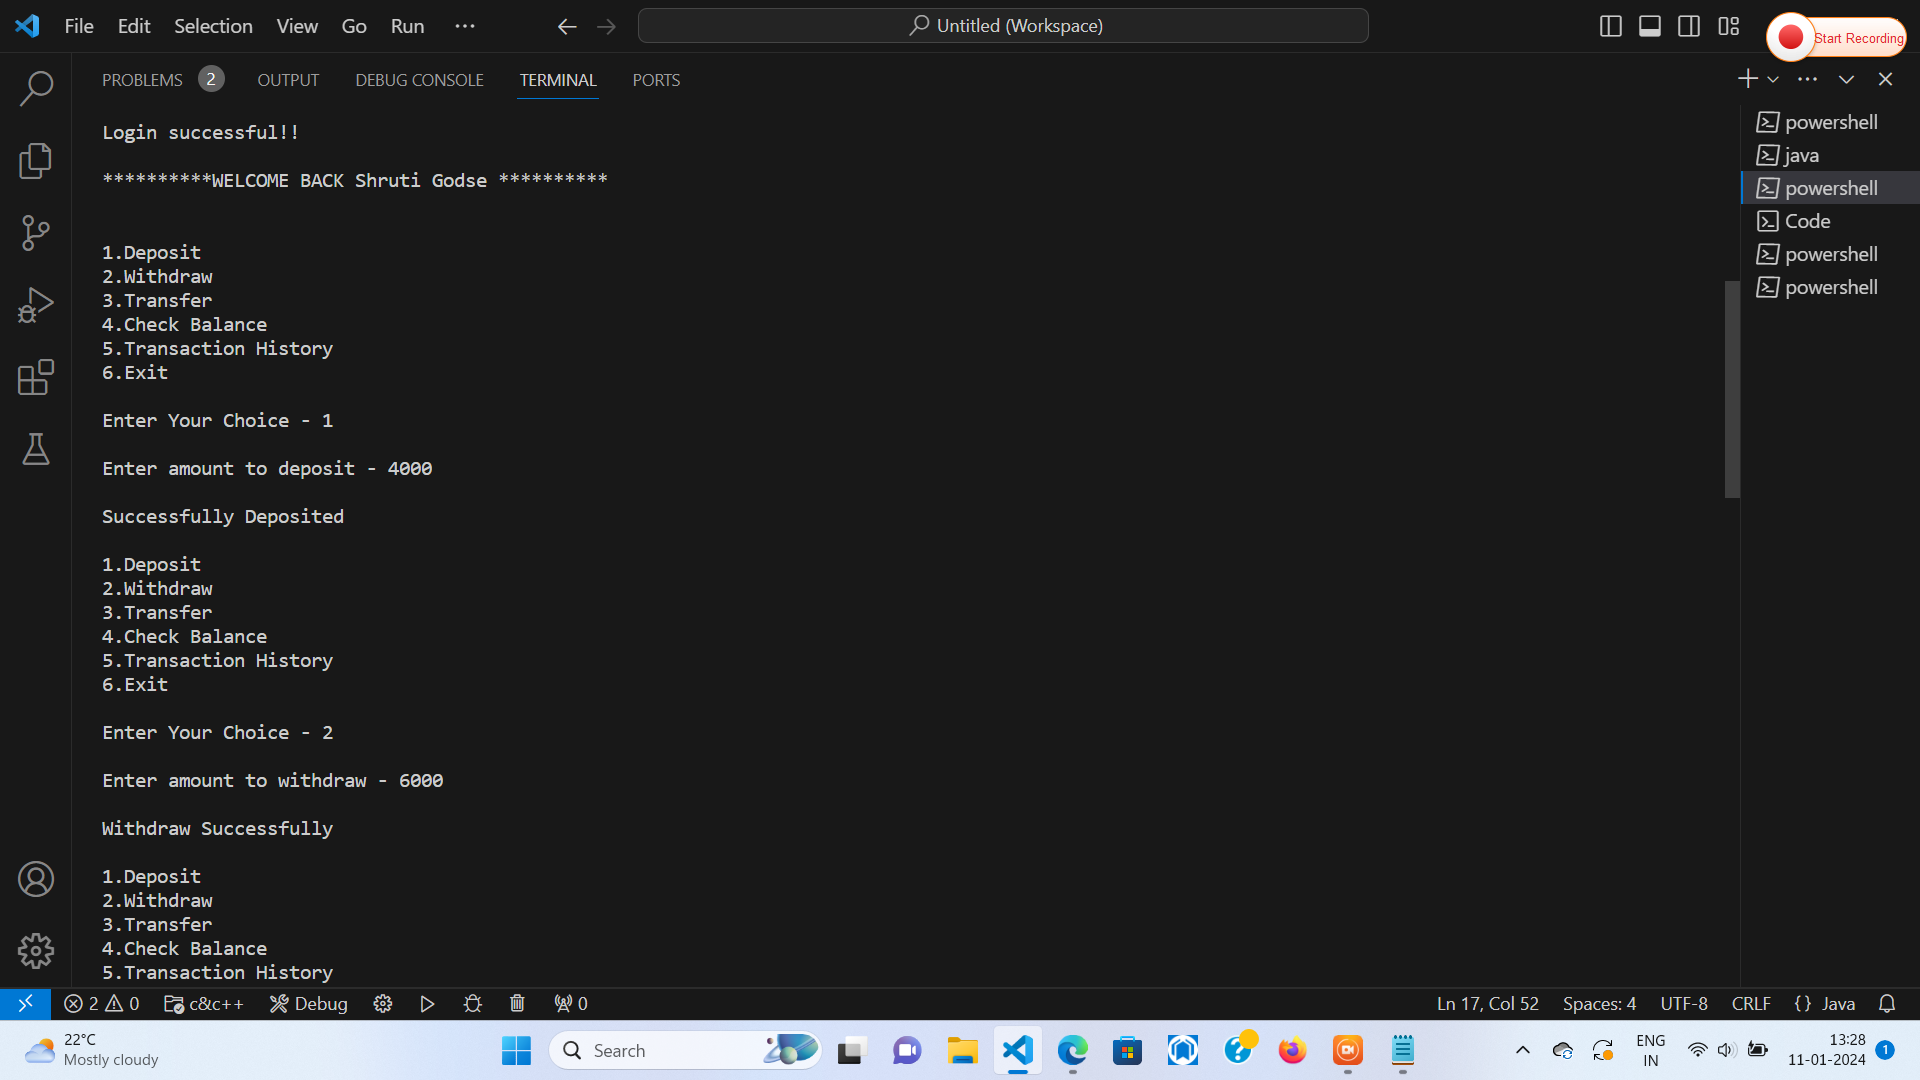 File Edit Selection View Go Run ··· Untitled (Workspace) Start Recording
PROBLEMS 2 OUTPUT DEBUG CONSOLE TERMINAL PORTS
Login successful!!
**********WELCOME BACK Shruti Godse **********
1.Deposit
2.Withdraw
3.Transfer
4.Check Balance
5.Transaction History
6.Exit
Enter Your Choice - 1
Enter amount to deposit - 4000
Successfully Deposited
1.Deposit
2.Withdraw
3.Transfer
4.Check Balance
5.Transaction History
6.Exit
Enter Your Choice - 2
Enter amount to withdraw - 6000
Withdraw Successfully
1.Deposit
2.Withdraw
3.Transfer
4.Check Balance
5.Transaction History
powershell
java
powershell
Code
powershell
powershell
2 0 c&c++ Debug 0 Ln 17, Col 52 Spaces: 4 UTF-8 CRLF {} Java
22°C
Mostly cloudy
Search
ENG
IN
13:28
11-01-2024
1